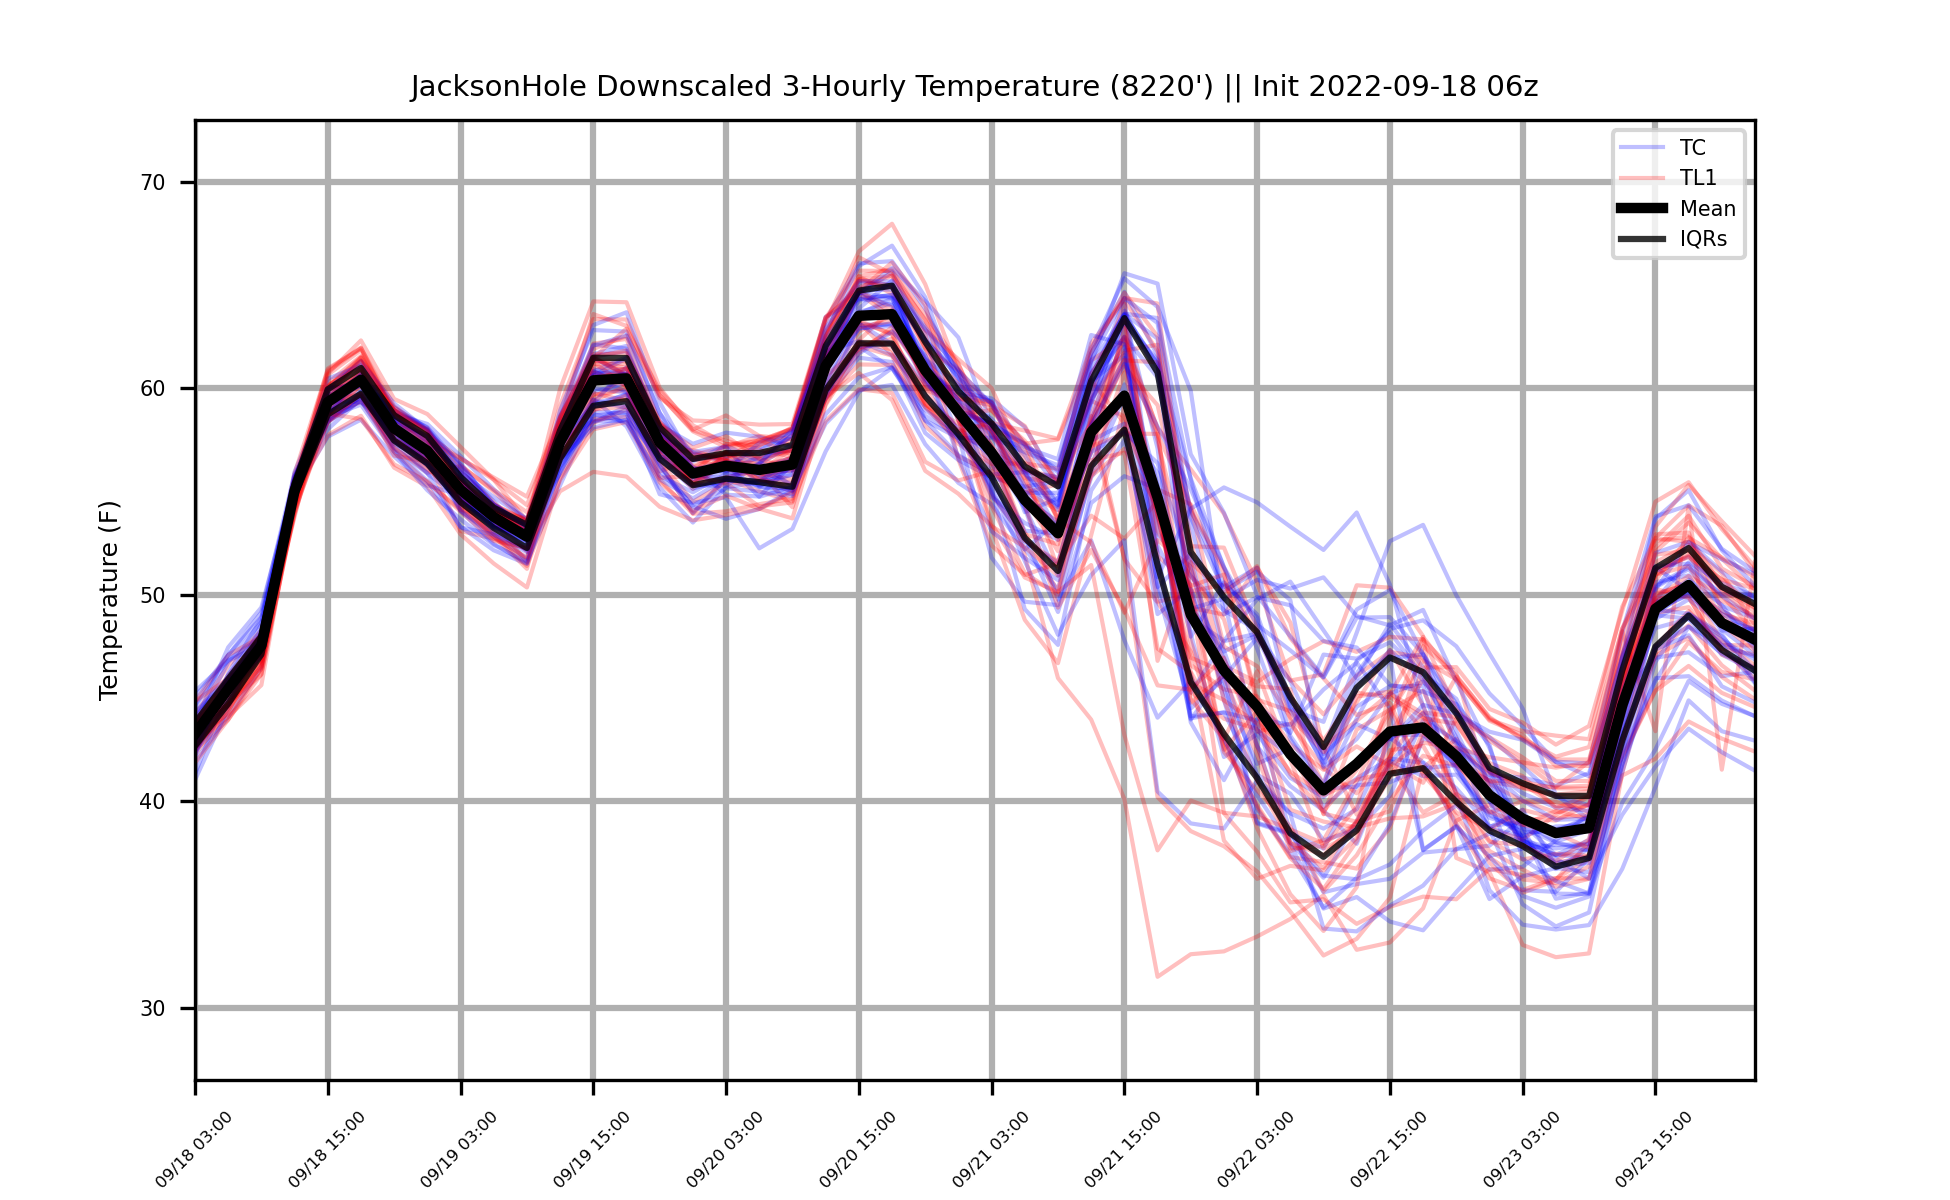 JacksonHole Downscaled 3-Hourly Temperature (8220') || Init 2022-09-18 06z
TC
TL1
Mean
IQRs
Temperature (F)
70
60
50
40
30
09/18 03:00
09/18 15:00
09/19 03:00
09/19 15:00
09/20 03:00
09/20 15:00
09/21 03:00
09/21 15:00
09/22 03:00
09/22 15:00
09/23 03:00
09/23 15:00